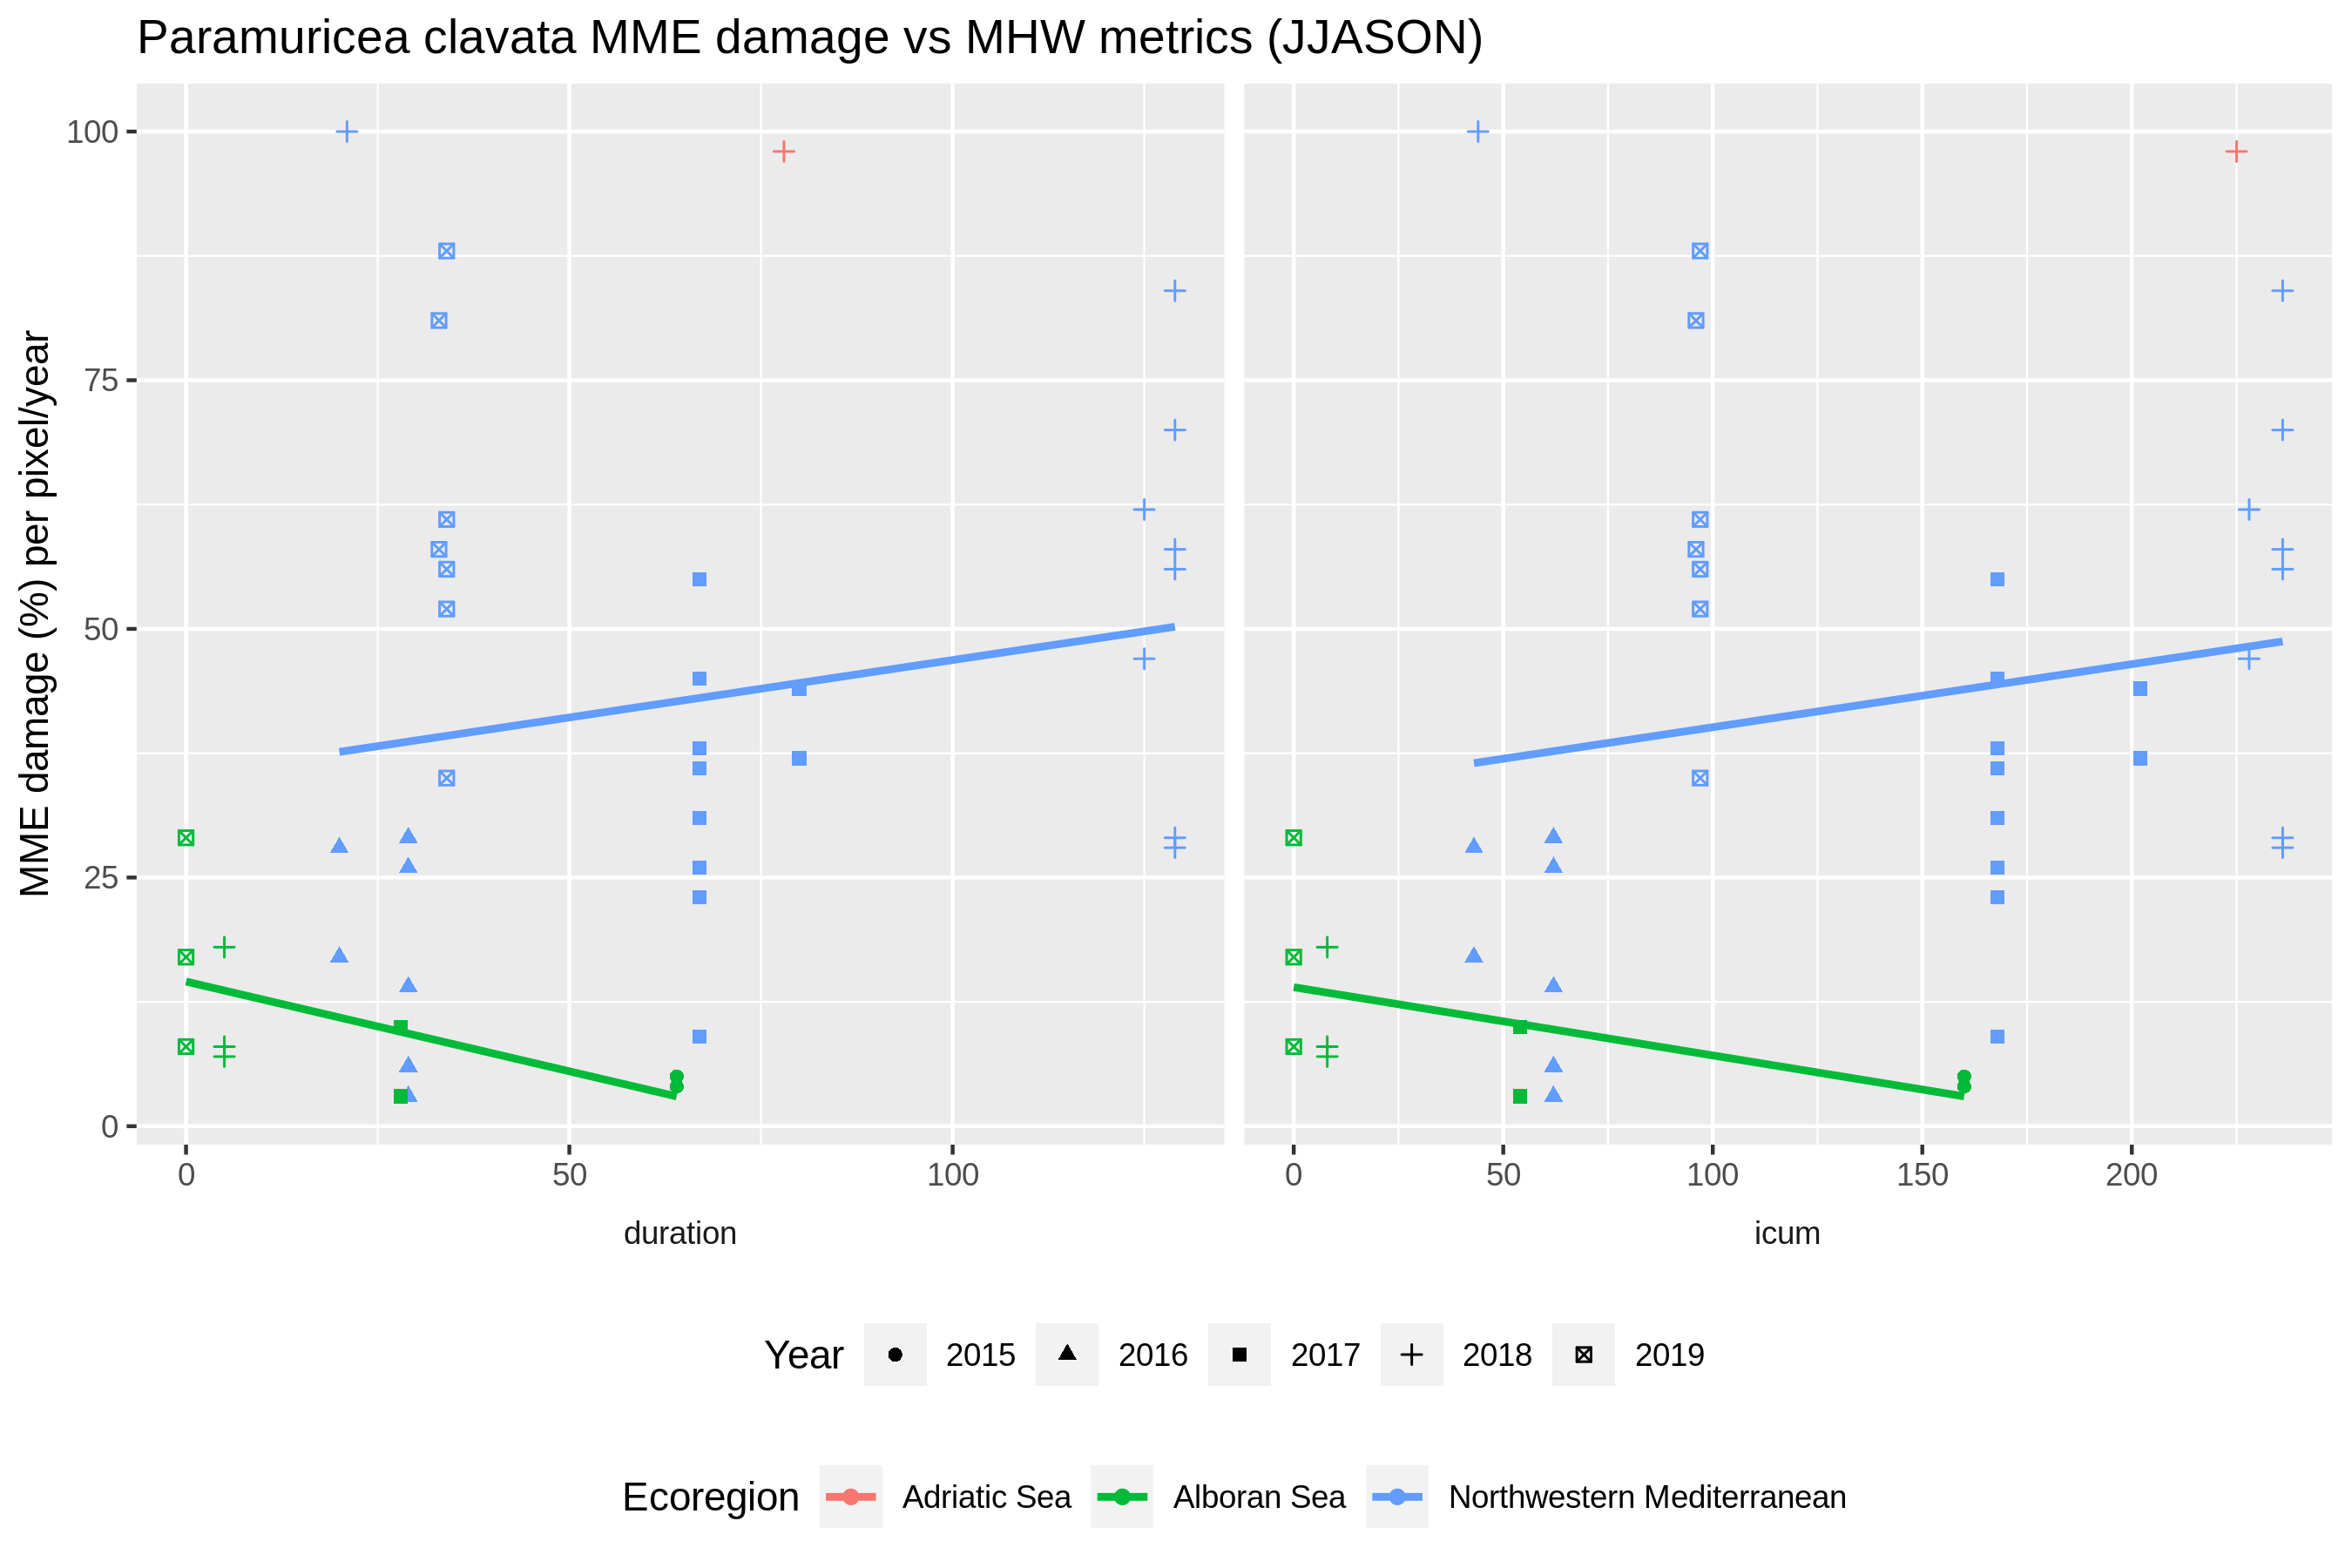 Paramuricea clavata MME damage vs MHW metrics (JJASON)
MME damage (%) per pixel/year
100
75
50
25
0
0 50 100
0 50 100 150 200
duration
icum
Year 2015 2016 2017 2018 2019
Ecoregion Adriatic Sea Alboran Sea Northwestern Mediterranean